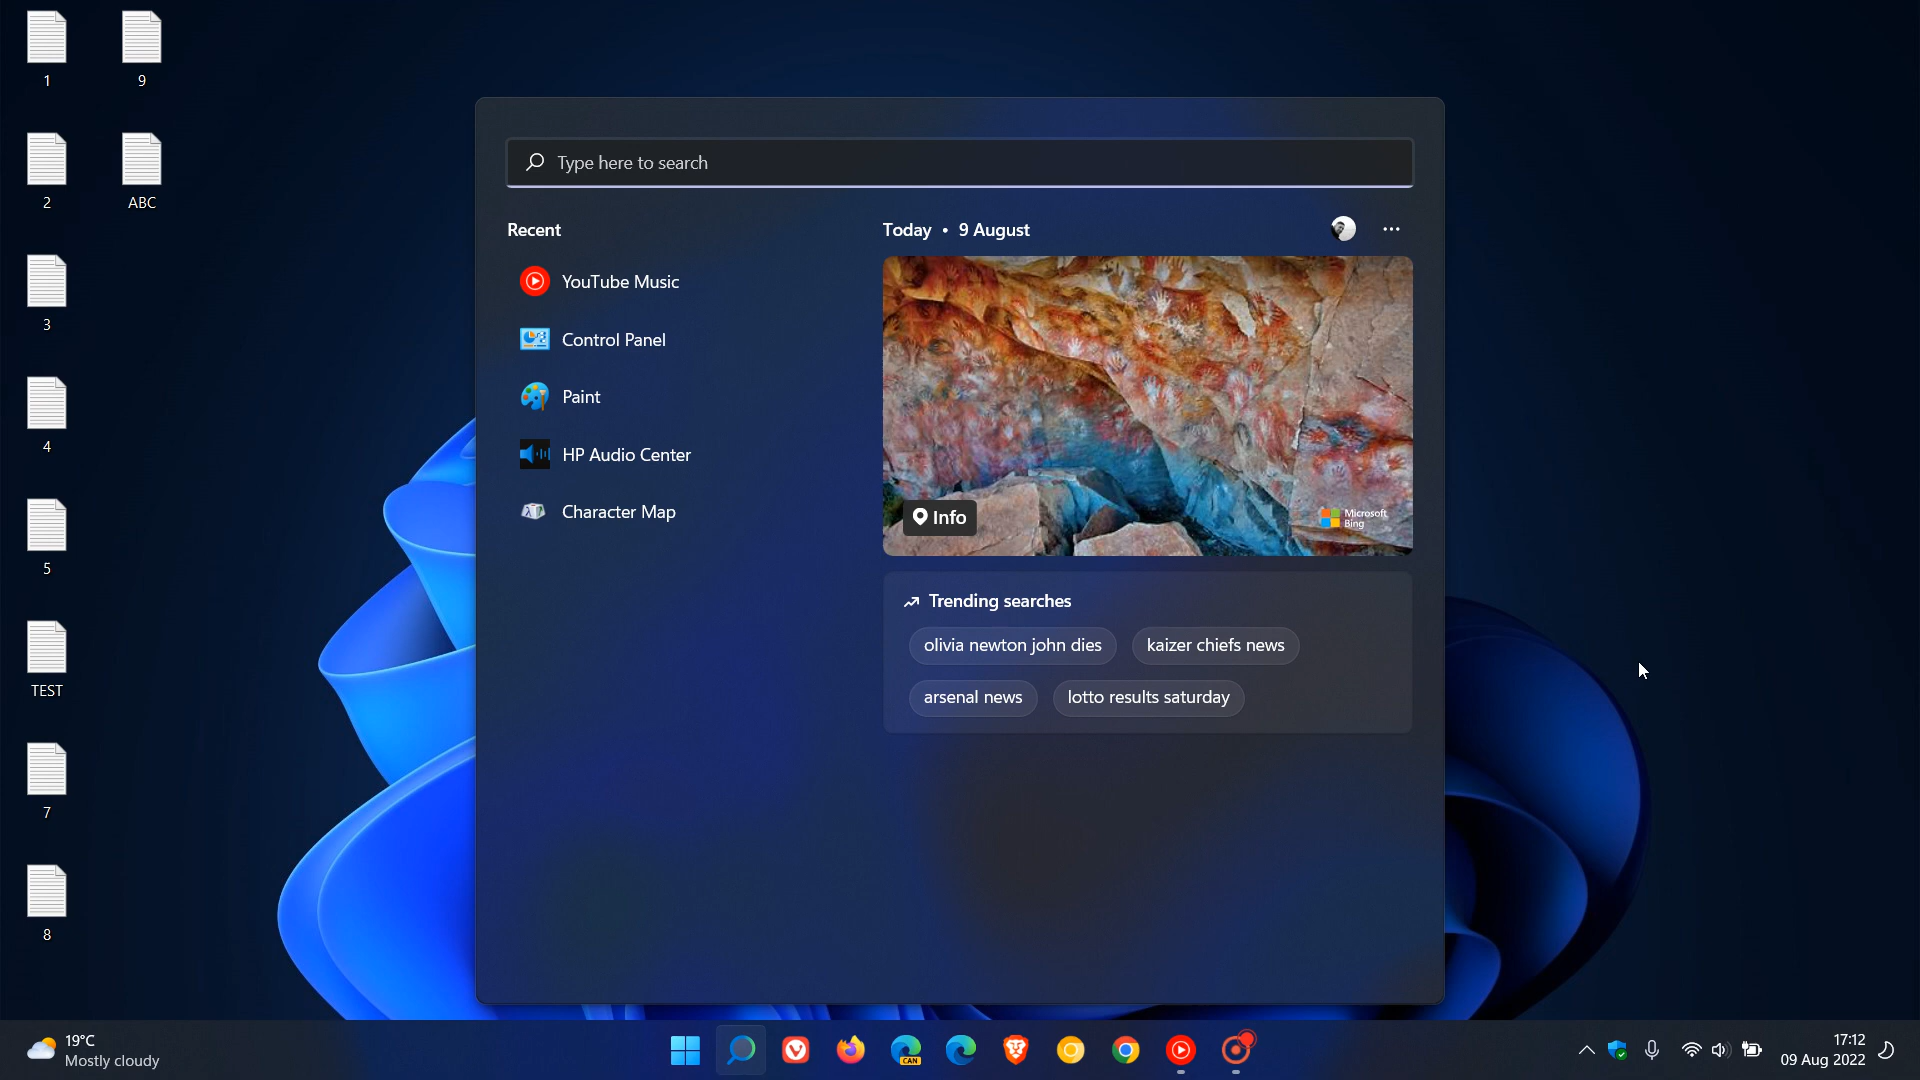 1
9
2
ABC
3
4
5
TEST
7
8
Type here to search
Recent
YouTube Music
Control Panel
Paint
HP Audio Center
Character Map
Today • 9 August
Info
Microsoft
Bing
Trending searches
olivia newton john dies
kaizer chiefs news
arsenal news
lotto results saturday
19°C
Mostly cloudy
CAN
17:12
09 Aug 2022